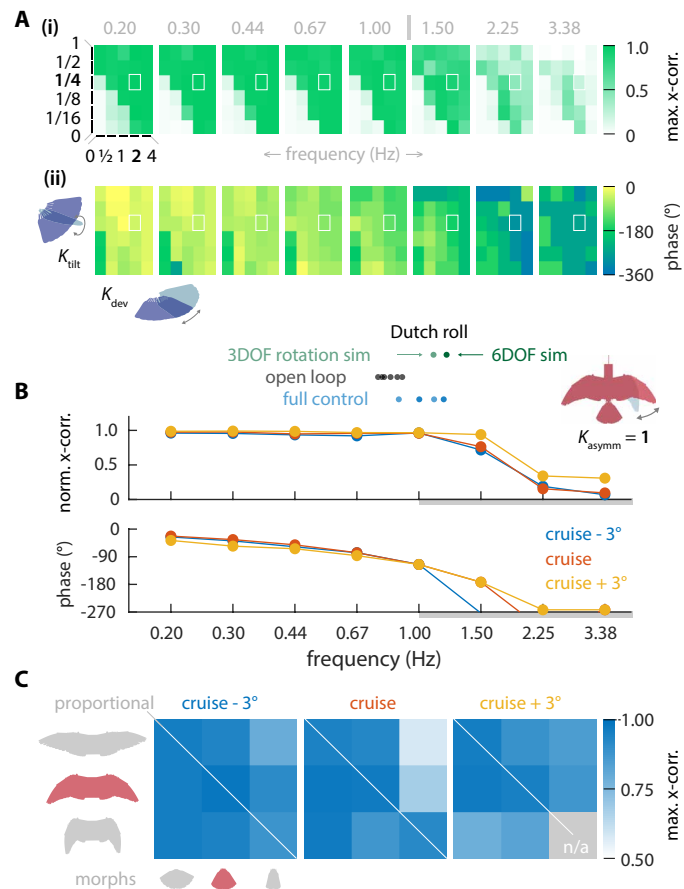 A
(i)
0.20 0.30 0.44 0.67 1.00 1.50 2.25 3.38
1
1/2
1/4
1/8
1/16
0
0 ½ 1 2 4
← frequency (Hz) →
1.0
0.5
0
max. x-corr.
(ii)
K tilt
K dev
0
-180
-360
phase (°)
Dutch roll
3DOF rotation sim
6DOF sim
open loop
full control
B
K asymm = 1
norm. x-corr.
1.0
0.5
0
phase (°)
0
-90
-180
-270
cruise - 3°
cruise
cruise + 3°
0.20 0.30 0.44 0.67 1.00 1.50 2.25 3.38
frequency (Hz)
C
proportional
cruise - 3° cruise cruise + 3°
n/a
1.00
0.50
max. x-corr.
morphs